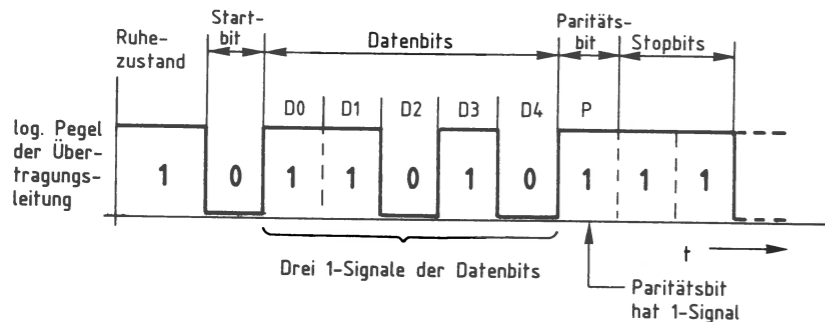 Ruhe-
zustand
Start-
bit
Datenbits
Paritäts-
bit
Stopbits
D0 D1 D2 D3 D4 P
log. Pegel
der Über-
tragungs-
leitung
1 0 1 1 0 1 0 1 1 1
Drei 1-Signale der Datenbits
t
Paritätsbit
hat 1-Signal